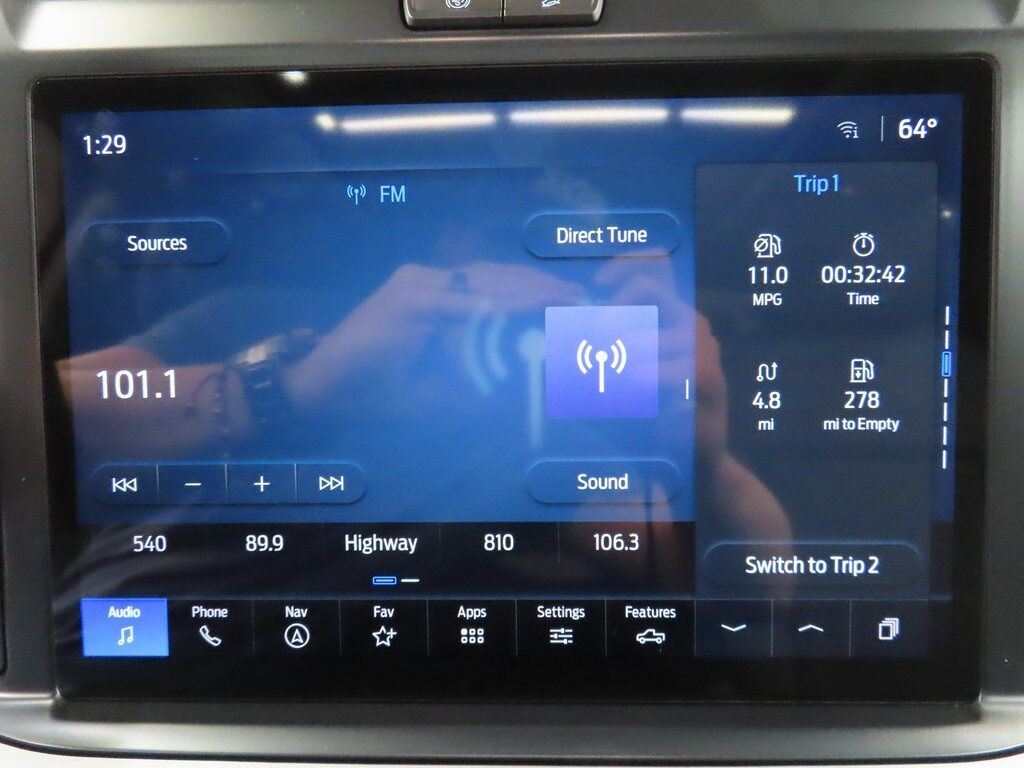 1:29
64°
FM
Trip 1
Sources
Direct Tune
11.0
MPG
00:32:42
Time
101.1
4.8
mi
278
mi to Empty
Sound
540 89.9 Highway 810 106.3
Switch to Trip 2
Audio Phone Nav Fav Apps Settings Features